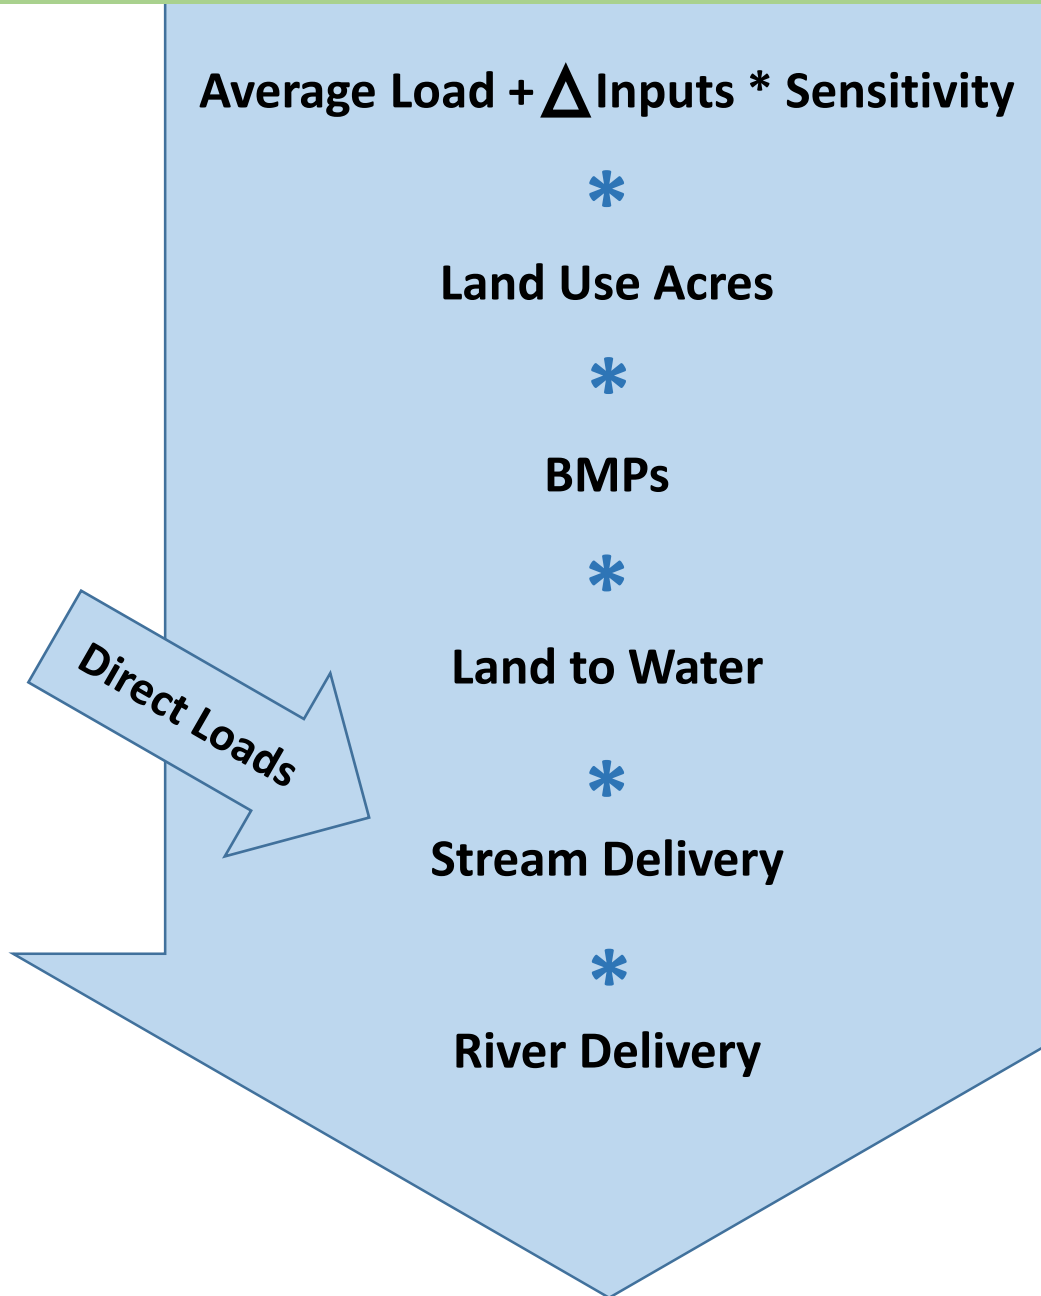 Average Load + Δ Inputs * Sensitivity
*
Land Use Acres
*
BMPs
*
Land to Water
*
Direct Loads
Stream Delivery
*
River Delivery